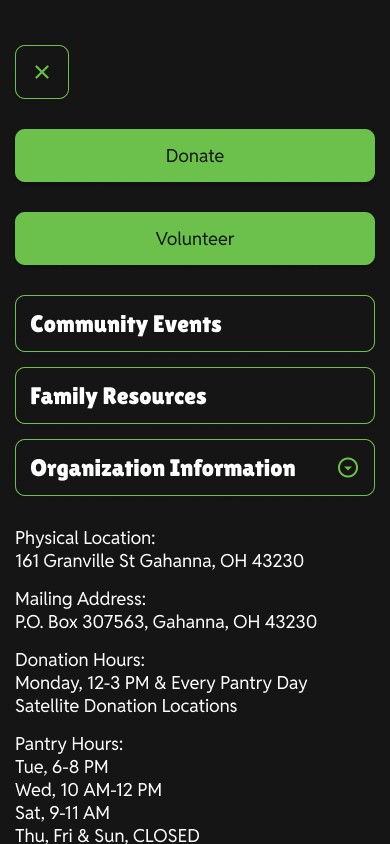 Donate
Volunteer
Community Events
Family Resources
Organization Information
Physical Location:
161 Granville St Gahanna, OH 43230
Mailing Address:
P.O. Box 307563, Gahanna, OH 43230
Donation Hours:
Monday, 12-3 PM & Every Pantry Day
Satellite Donation Locations
Pantry Hours:
Tue, 6-8 PM
Wed, 10 AM-12 PM
Sat, 9-11 AM
Thu, Fri & Sun, CLOSED